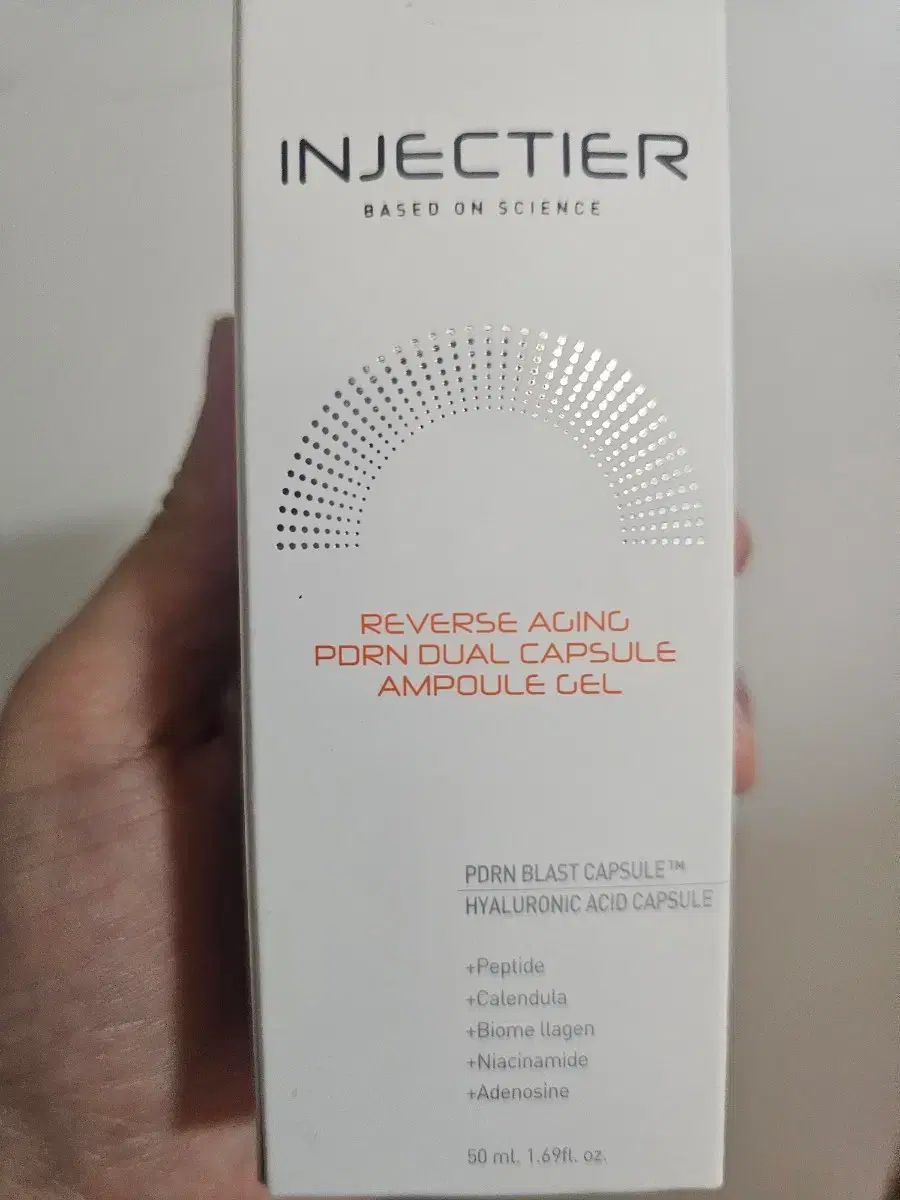 INJECTIER
BASED ON SCIENCE
REVERSE AGING
PDRN DUAL CAPSULE
AMPOULE GEL
PDRN BLAST CAPSULE™
HYALURONIC ACID CAPSULE
+Peptide
+Calendula
+Biome llagen
+Niacinamide
+Adenosine
50 ml, 1.69fl. oz.